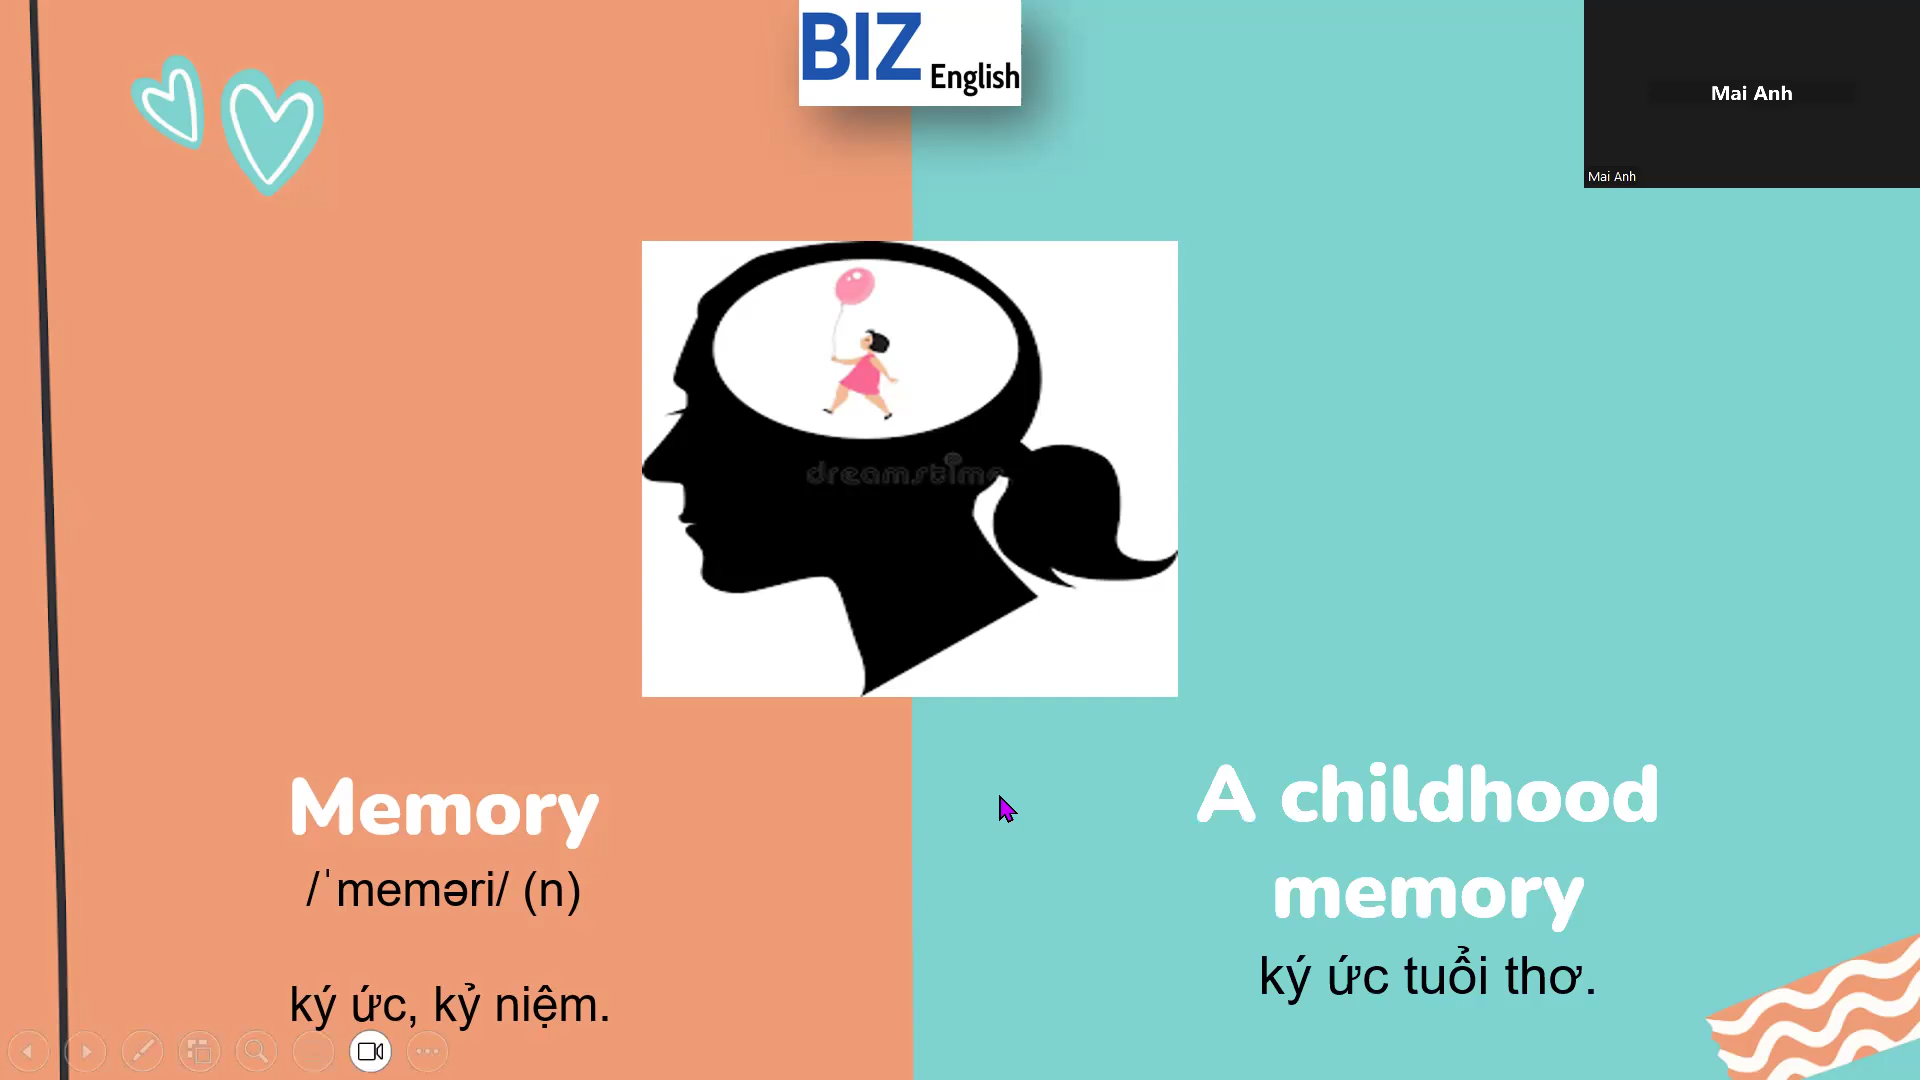 BIZ English
Mai Anh
Mai Anh
dreamstime
Memory
/ˈmeməri/ (n)
ký ức, kỷ niệm.
A childhood
memory
ký ức tuổi thơ.